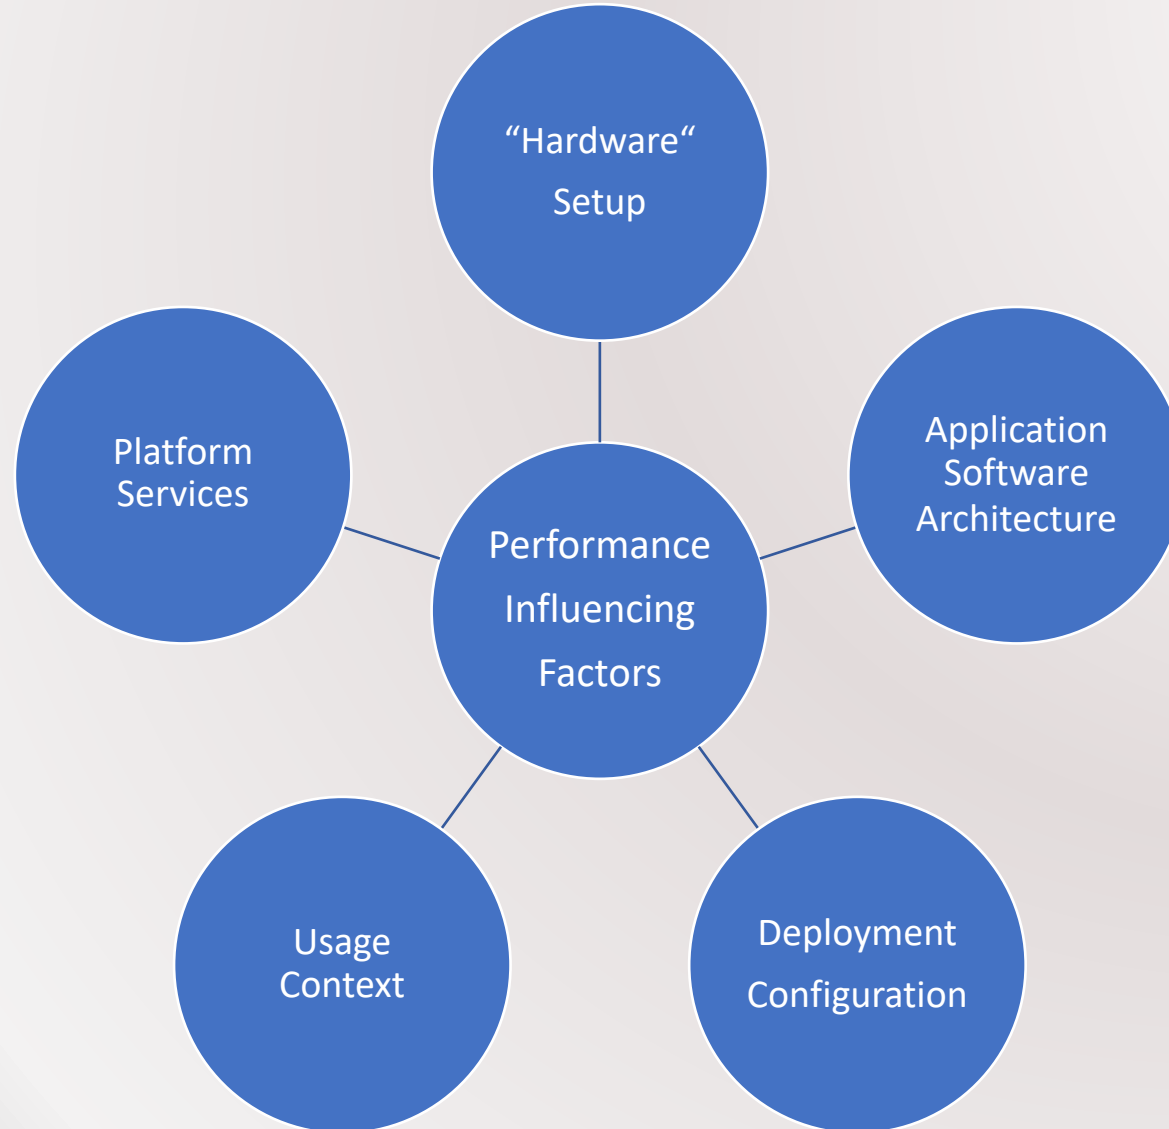 “Hardware“
Setup
Platform
Services
Application
Software
Architecture
Performance
Influencing
Factors
Usage
Context
Deployment
Configuration